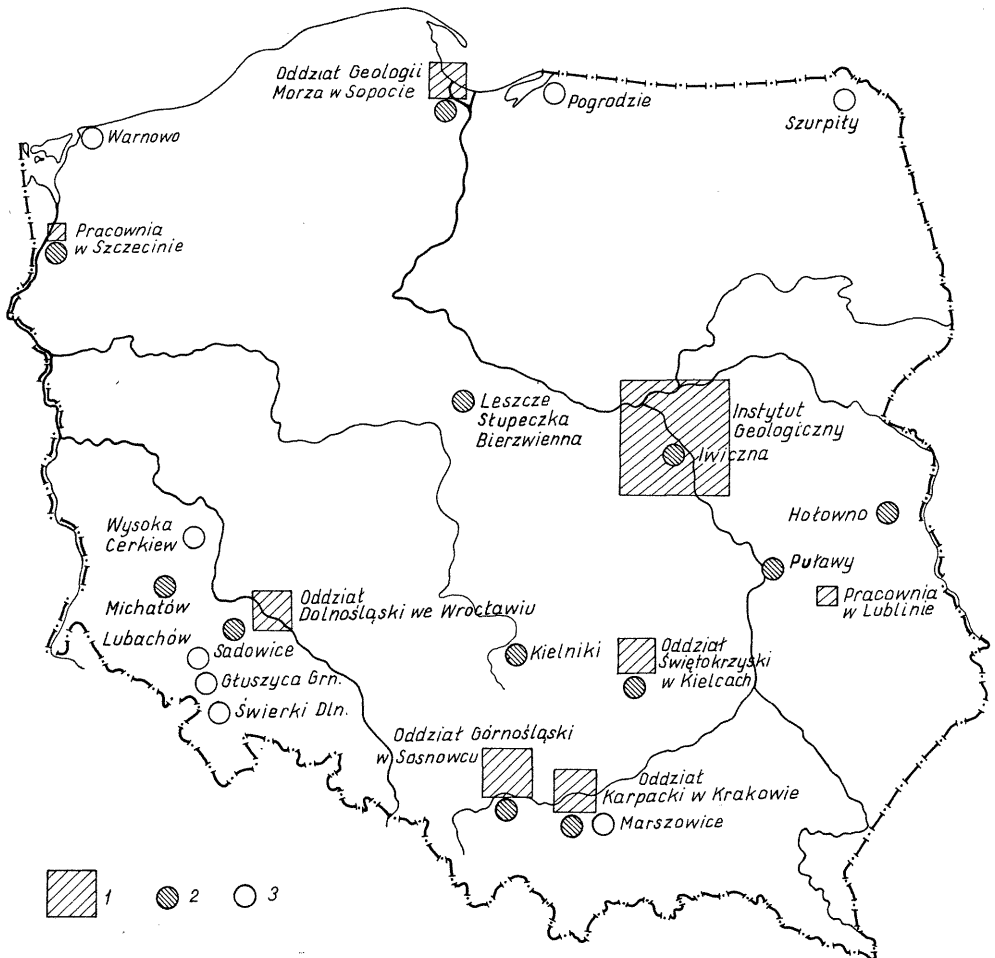 Oddział Geologii
Morza w Sopocie
Pogrodzie
Szurpiły
Warnowo
N
Pracownia
w Szczecinie
Leszcze
Słupeczka
Bierzwienna
Instytut
Geologiczny
Iwiczna
Hołowno
Wysoka
Cerkiew
Puławy
Michałów
Oddział
Dolnośląski we Wrocławiu
Pracownia
w Lublinie
Lubachów
Sadowice
Kielniki
Oddział
Świętokrzyski
w Kielcach
Głuszyca Grn.
Świerki Dln.
Oddział Górnośląski
w Sosnowcu
Oddział
Karpacki w Krakowie
Marszowice
1 2 3